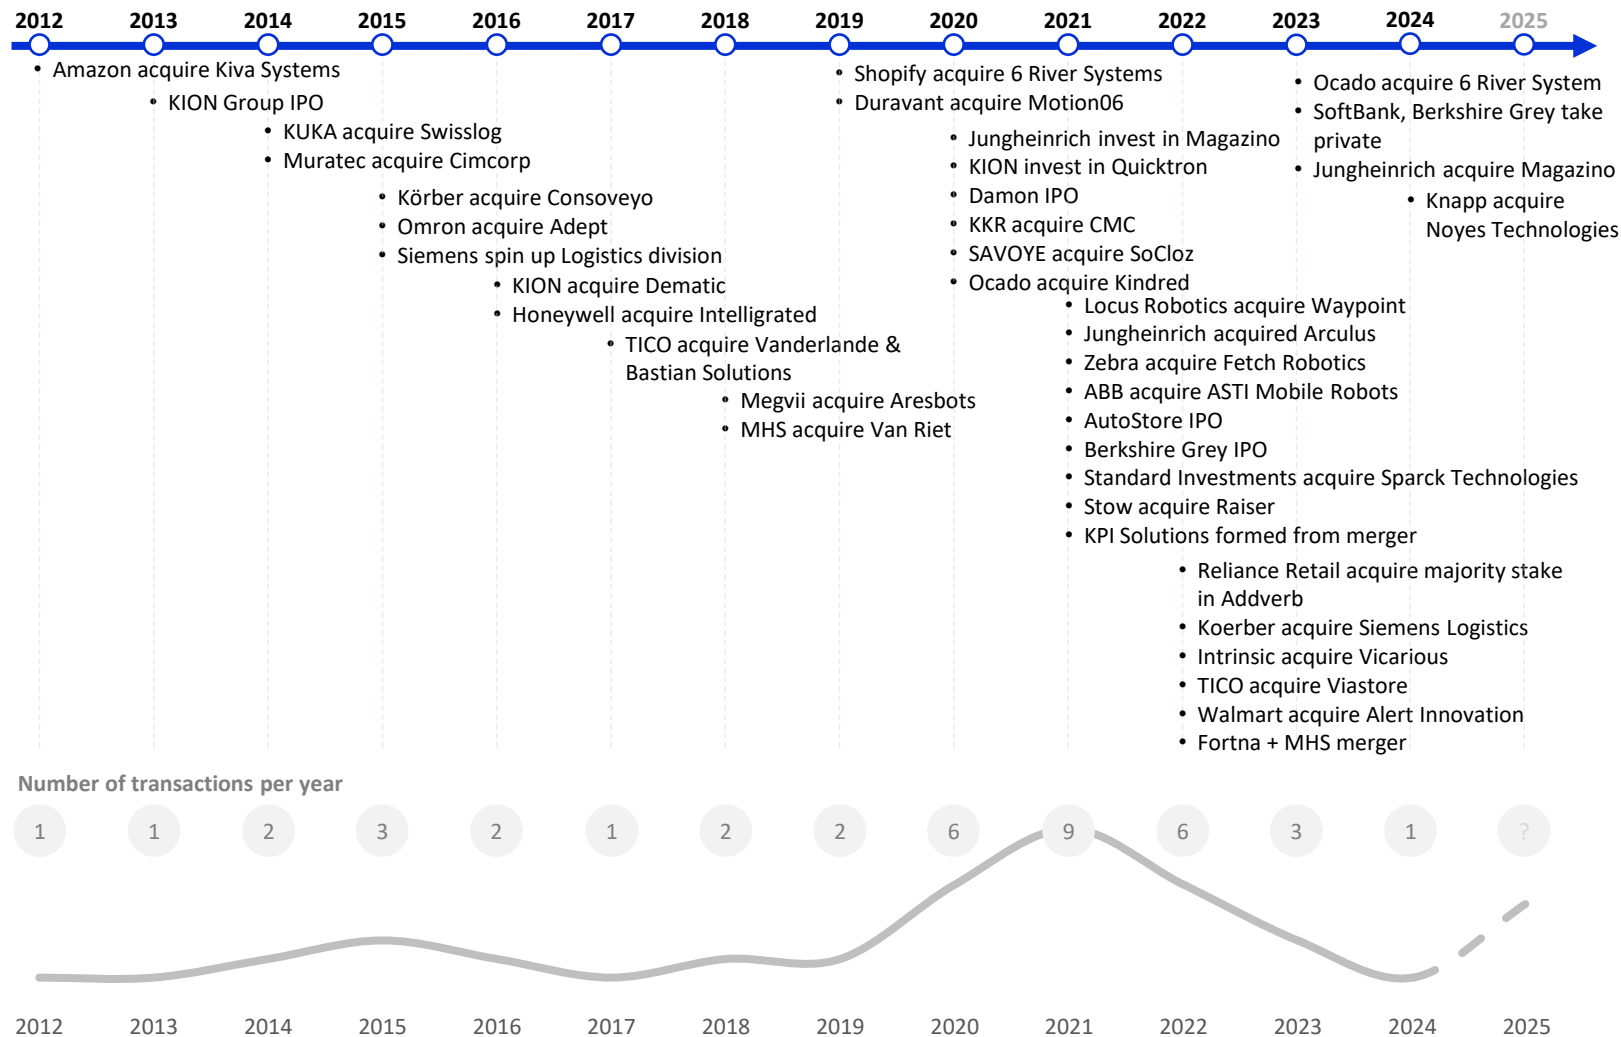 2012 2013 2014 2015 2016 2017 2018 2019 2020 2021 2022 2023 2024 2025
• Amazon acquire Kiva Systems
• KION Group IPO
• KUKA acquire Swisslog
• Muratec acquire Cimcorp
• Körber acquire Consoveyo
• Omron acquire Adept
• Siemens spin up Logistics division
• KION acquire Dematic
• Honeywell acquire Intelligrated
• TICO acquire Vanderlande &
Bastian Solutions
• Megvii acquire Aresbots
• MHS acquire Van Riet
• Shopify acquire 6 River Systems
• Duravant acquire Motion06
• Jungheinrich invest in Magazino
• KION invest in Quicktron
• Damon IPO
• KKR acquire CMC
• SAVOYE acquire SoCloz
• Ocado acquire Kindred
• Locus Robotics acquire Waypoint
• Jungheinrich acquired Arculus
• Zebra acquire Fetch Robotics
• ABB acquire ASTI Mobile Robots
• AutoStore IPO
• Berkshire Grey IPO
• Standard Investments acquire Sparck Technologies
• Stow acquire Raiser
• KPI Solutions formed from merger
• Reliance Retail acquire majority stake
in Addverb
• Koerber acquire Siemens Logistics
• Intrinsic acquire Vicarious
• TICO acquire Viastore
• Walmart acquire Alert Innovation
• Fortna + MHS merger
• Ocado acquire 6 River System
• SoftBank, Berkshire Grey take
private
• Jungheinrich acquire Magazino
• Knapp acquire
Noyes Technologies
Number of transactions per year
1 1 2 3 2 1 2 2 6 9 6 3 1 ?
2012 2013 2014 2015 2016 2017 2018 2019 2020 2021 2022 2023 2024 2025